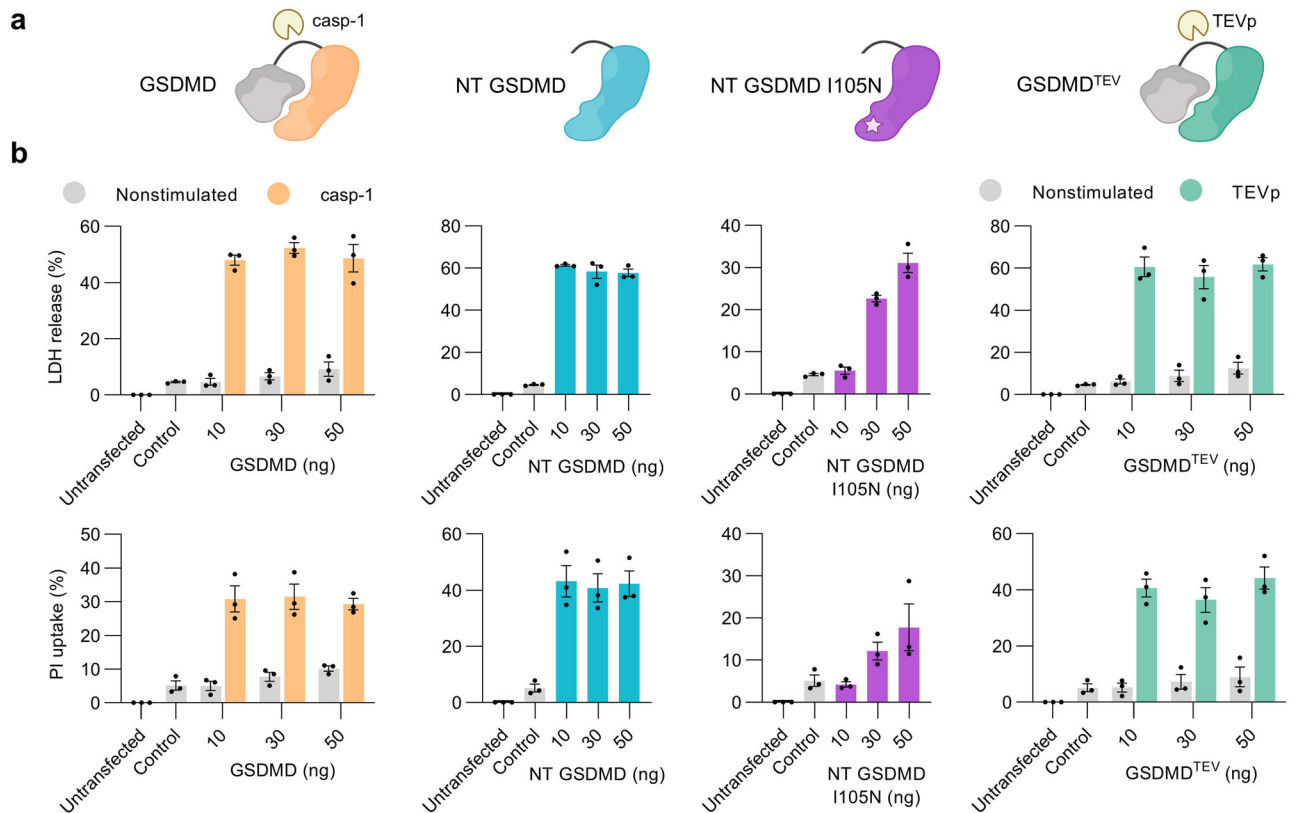 a
casp-1
GSDMD
NT GSDMD
NT GSDMD I105N
TEVp
GSDMD^TEV
b
Nonstimulated casp-1
Nonstimulated TEVp
LDH release (%)
60
40
20
0
Untransfected
Control
10
30
50
GSDMD (ng)
80
60
40
20
0
Untransfected
Control
10
30
50
NT GSDMD (ng)
40
30
20
10
0
Untransfected
Control
10
30
50
NT GSDMD
I105N (ng)
80
60
40
20
0
Untransfected
Control
10
30
50
GSDMD^TEV (ng)
PI uptake (%)
50
40
30
20
10
0
Untransfected
Control
10
30
50
GSDMD (ng)
60
40
20
0
Untransfected
Control
10
30
50
NT GSDMD (ng)
40
30
20
10
0
Untransfected
Control
10
30
50
NT GSDMD
I105N (ng)
60
40
20
0
Untransfected
Control
10
30
50
GSDMD^TEV (ng)